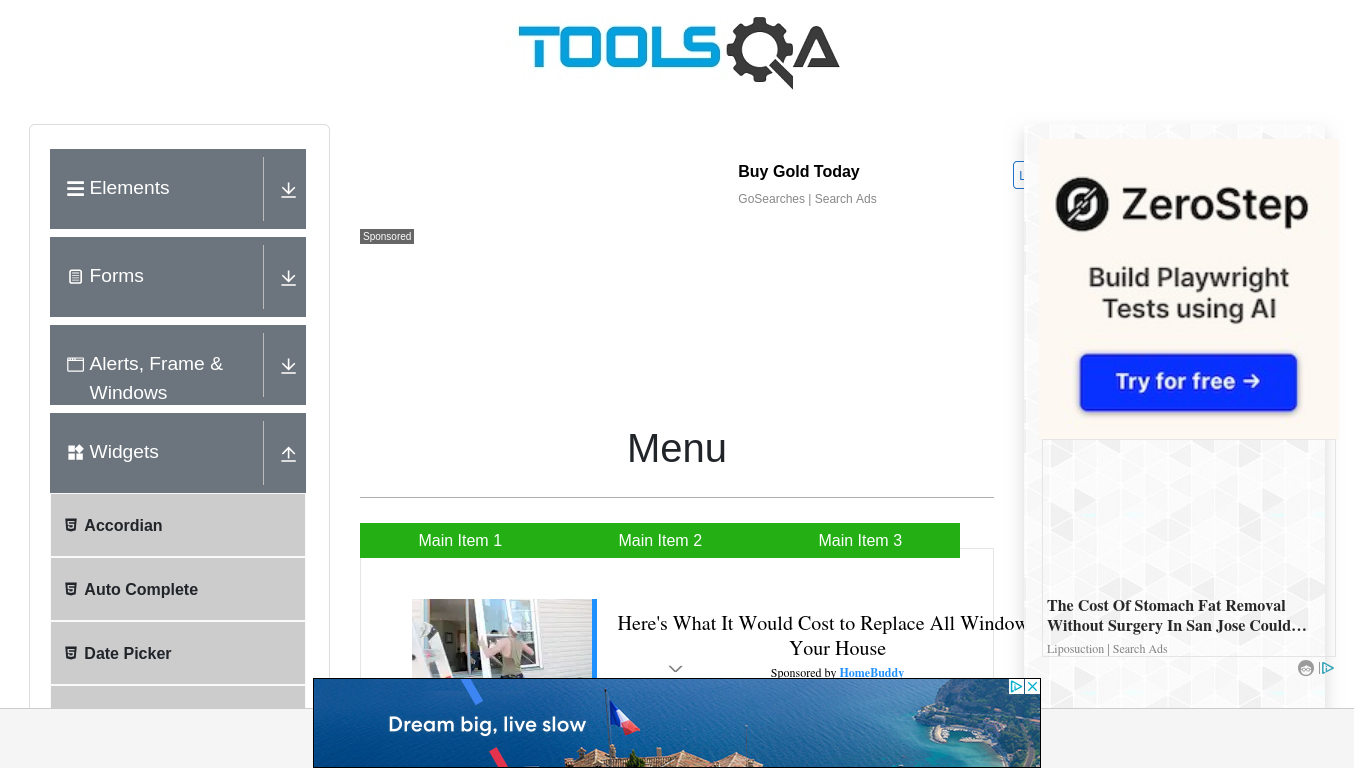 TOOLSQA
Elements
Forms
Alerts, Frame &
Windows
Widgets
Accordian
Auto Complete
Date Picker
Buy Gold Today
GoSearches | Search Ads
Sponsored
Menu
Main Item 1
Main Item 2
Main Item 3
Here's What It Would Cost to Replace All Window
Your House
Sponsored by HomeBuddy
ZeroStep
Build Playwright
Tests using AI
Try for free →
The Cost Of Stomach Fat Removal
Without Surgery In San Jose Could…
Liposuction | Search Ads
Dream big, live slow